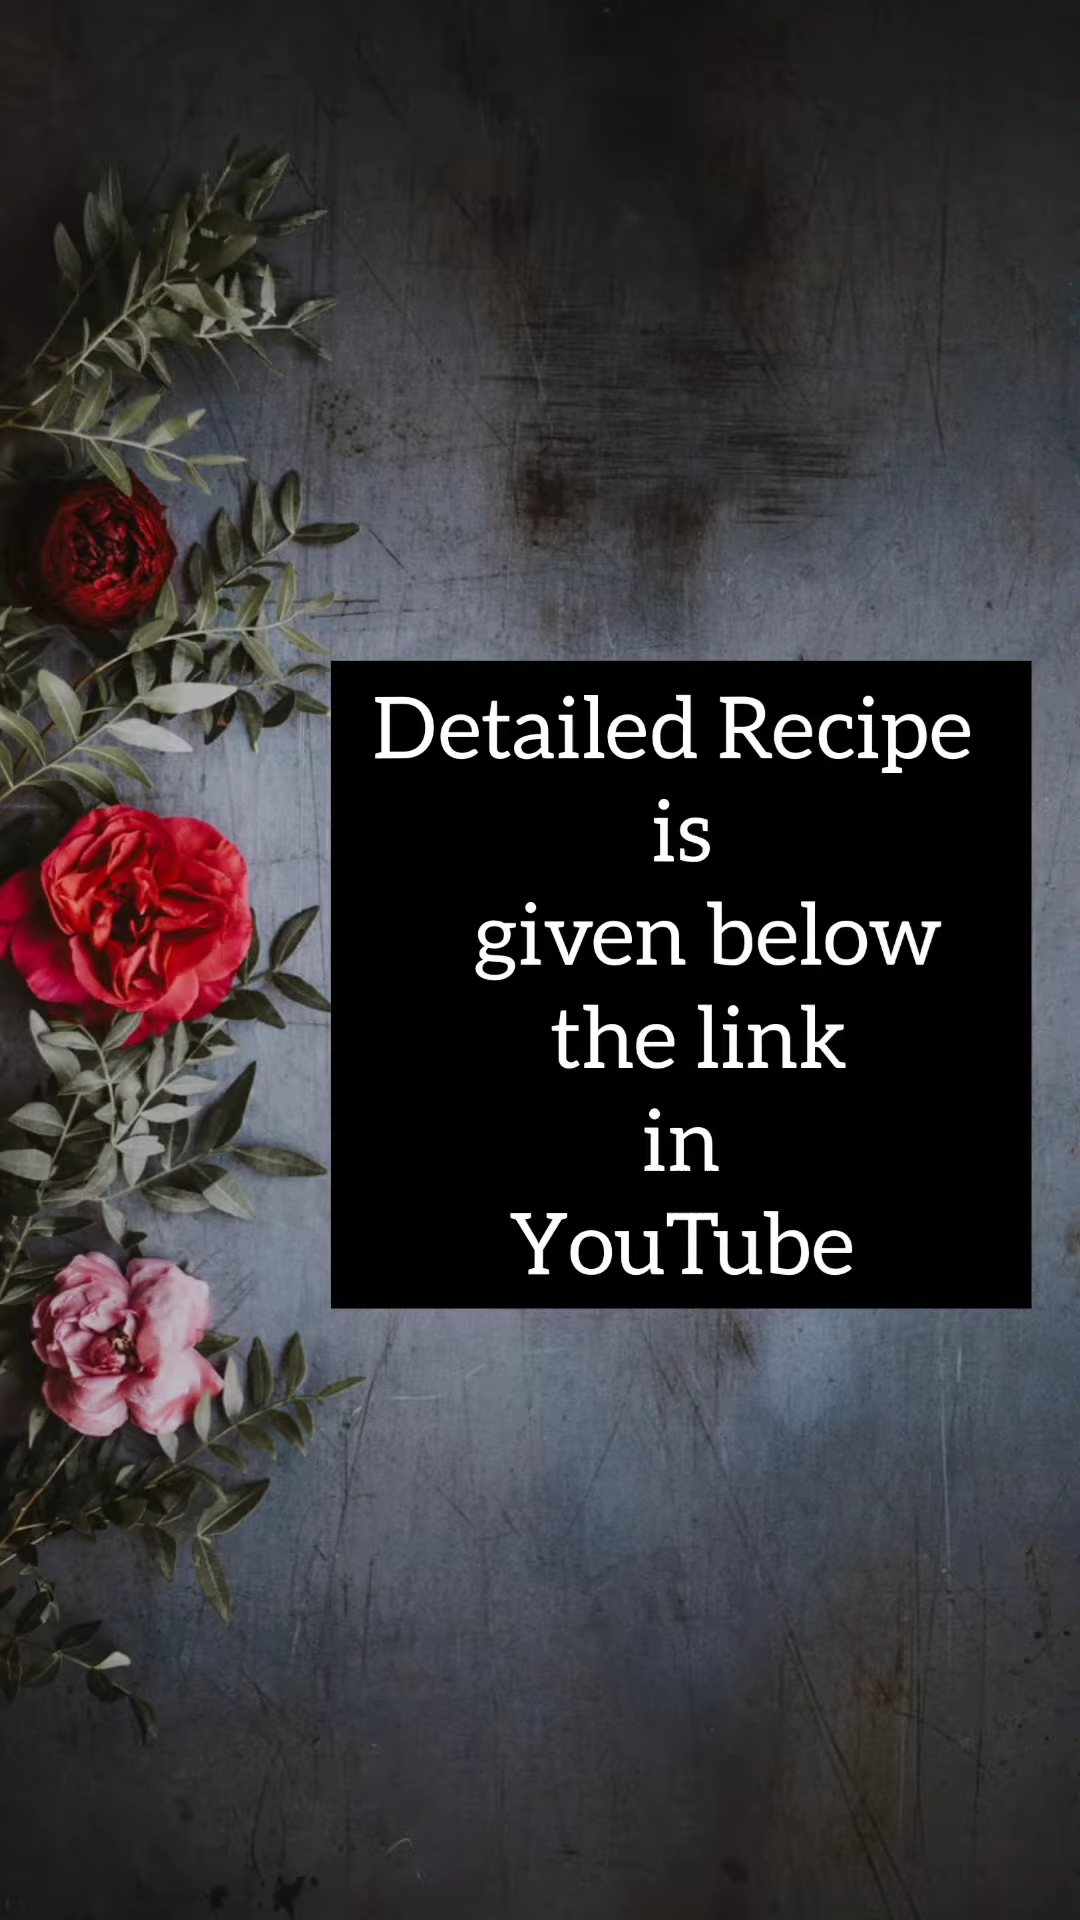 Detailed Recipe
is
given below
the link
in
YouTube